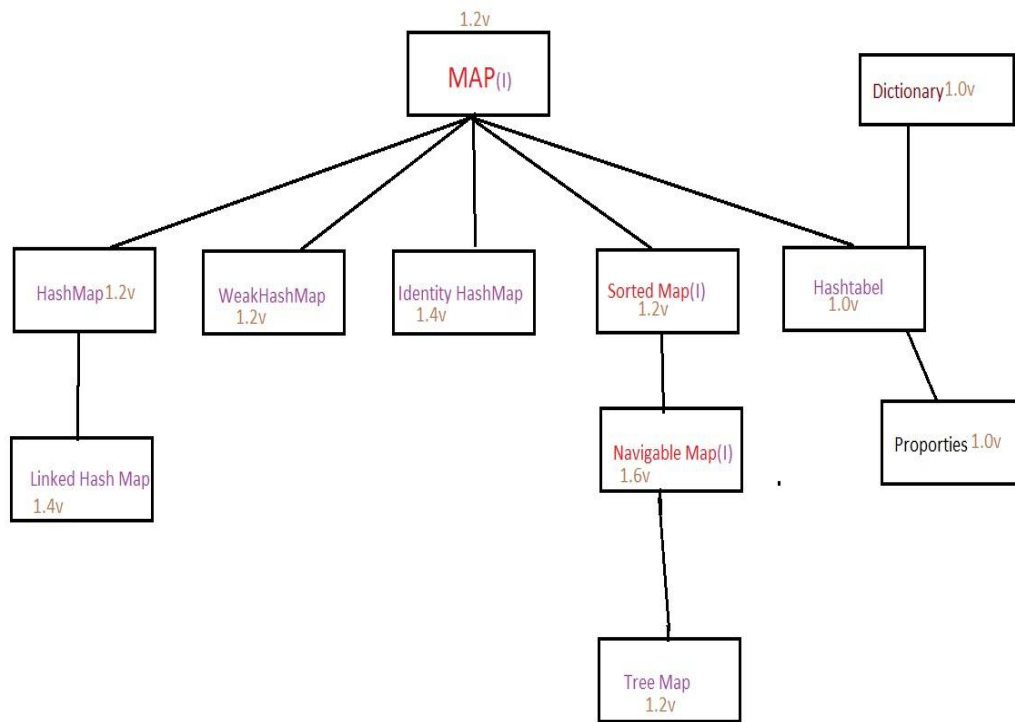 1.2v
MAP(I)
Dictionary1.0v
HashMap1.2v
WeakHashMap
1.2v
Identity HashMap
1.4v
Sorted Map(I)
1.2v
Hashtabel
1.0v
Linked Hash Map
1.4v
Navigable Map(I)
1.6v
Proporties 1.0v
Tree Map
1.2v